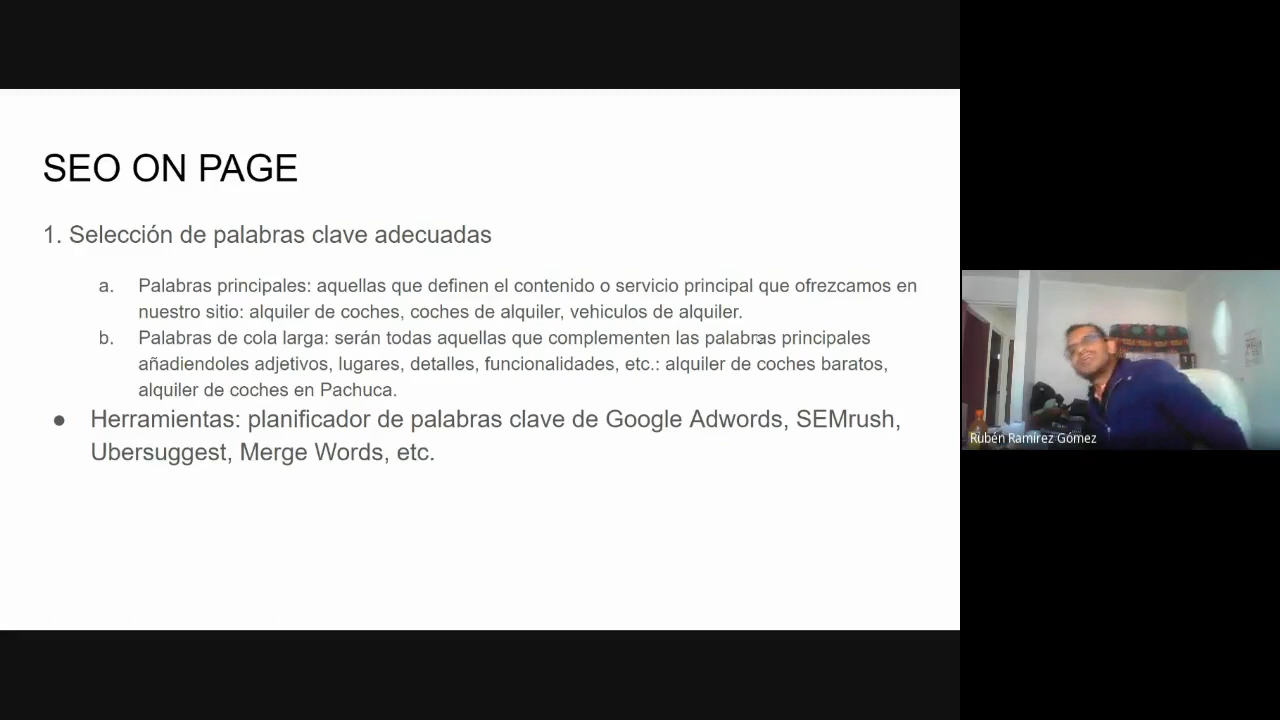 SEO ON PAGE
1. Selección de palabras clave adecuadas
a. Palabras principales: aquellas que definen el contenido o servicio principal que ofrezcamos en
nuestro sitio: alquiler de coches, coches de alquiler, vehiculos de alquiler.
b. Palabras de cola larga: serán todas aquellas que complementen las palabras principales
añadiendoles adjetivos, lugares, detalles, funcionalidades, etc.: alquiler de coches baratos,
alquiler de coches en Pachuca.
● Herramientas: planificador de palabras clave de Google Adwords, SEMrush,
Ubersuggest, Merge Words, etc.
Rubén Ramírez Gómez